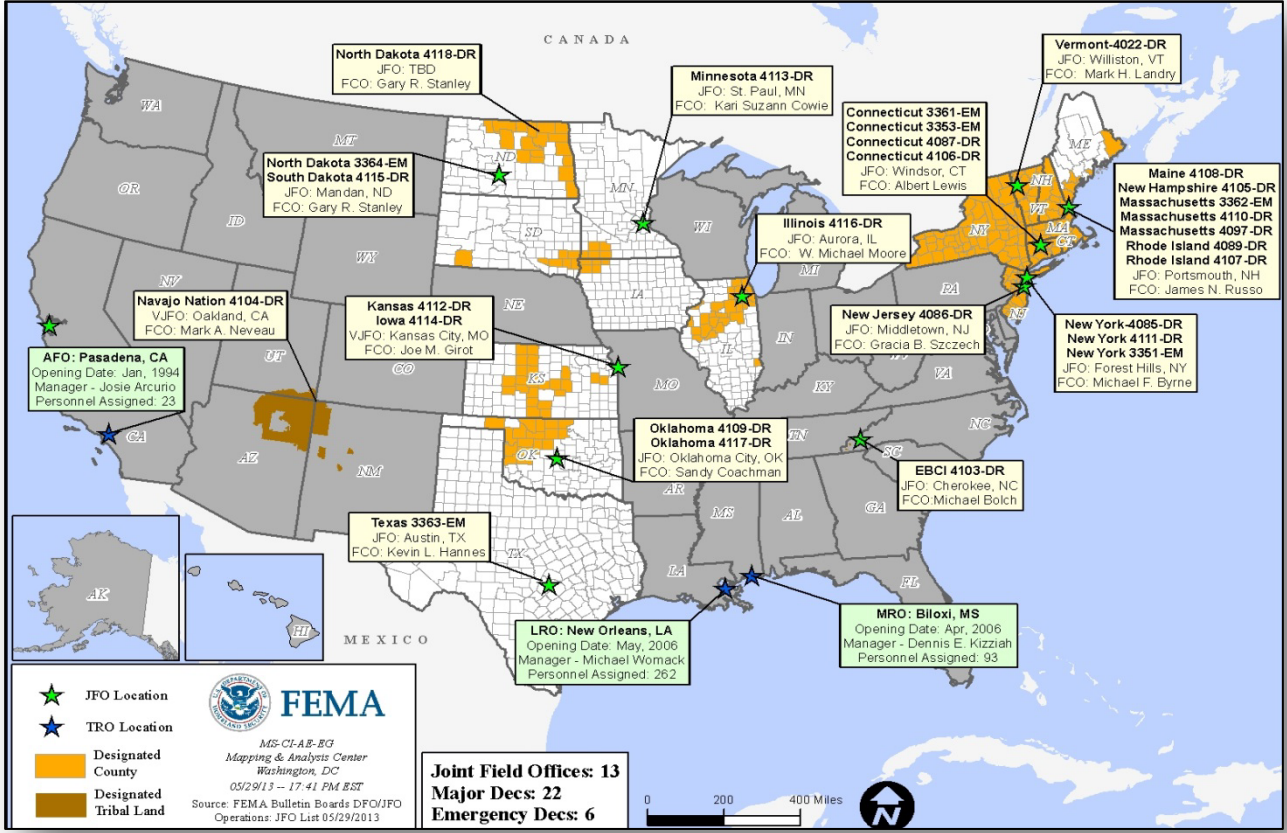 CANADA
North Dakota 4118-DR
JFO: TBD
FCO: Gary R. Stanley
Minnesota 4113-DR
JFO: St. Paul, MN
FCO: Kari Suzann Cowie
Vermont-4022-DR
JFO: Williston, VT
FCO: Mark H. Landry
Connecticut 3361-EM
Connecticut 3353-EM
Connecticut 4087-DR
Connecticut 4106-DR
JFO: Windsor, CT
FCO: Albert Lewis
North Dakota 3364-EM
South Dakota 4115-DR
JFO: Mandan, ND
FCO: Gary R. Stanley
Maine 4108-DR
New Hampshire 4105-DR
Massachusetts 3362-EM
Massachusetts 4110-DR
Massachusetts 4097-DR
Rhode Island 4089-DR
Rhode Island 4107-DR
JFO: Portsmouth, NH
FCO: James N. Russo
Illinois 4116-DR
JFO: Aurora, IL
FCO: W. Michael Moore
Navajo Nation 4104-DR
VJFO: Oakland, CA
FCO: Mark A. Neveau
Kansas 4112-DR
Iowa 4114-DR
VJFO: Kansas City, MO
FCO: Joe M. Girot
New Jersey 4086-DR
JFO: Middletown, NJ
FCO: Gracia B. Szczech
New York-4085-DR
New York 4111-DR
New York 3351-EM
JFO: Forest Hills, NY
FCO: Michael F. Byrne
AFO: Pasadena, CA
Opening Date: Jan, 1994
Manager - Josie Arcurio
Personnel Assigned: 23
Oklahoma 4109-DR
Oklahoma 4117-DR
JFO: Oklahoma City, OK
FCO: Sandy Coachman
EBCI 4103-DR
JFO: Cherokee, NC
FCO:Michael Bolch
Texas 3363-EM
JFO: Austin, TX
FCO: Kevin L. Hannes
LRO: New Orleans, LA
Opening Date: May, 2006
Manager - Michael Womack
Personnel Assigned: 262
MRO: Biloxi, MS
Opening Date: Apr, 2006
Manager - Dennis E. Kizziah
Personnel Assigned: 93
WA
MT
ND
MN
ME
OR
ID
WY
SD
WI
MI
NY
VT
NH
MA
CT
NV
UT
CO
NE
IA
IL
IN
PA
NJ
CA
AZ
NM
KS
MO
KY
VA
OK
AR
TN
NC
SC
TX
LA
MS
AL
GA
FL
AK
HI
MEXICO
JFO Location
TRO Location
Designated
County
Designated
Tribal Land
FEMA
MS-CI-AE-EG
Mapping & Analysis Center
Washington, DC
05/29/13 -- 17:41 PM EST
Source: FEMA Bulletin Boards DFO/JFO
Operations: JFO List 05/29/2013
Joint Field Offices: 13
Major Decs: 22
Emergency Decs: 6
0 200 400 Miles
N